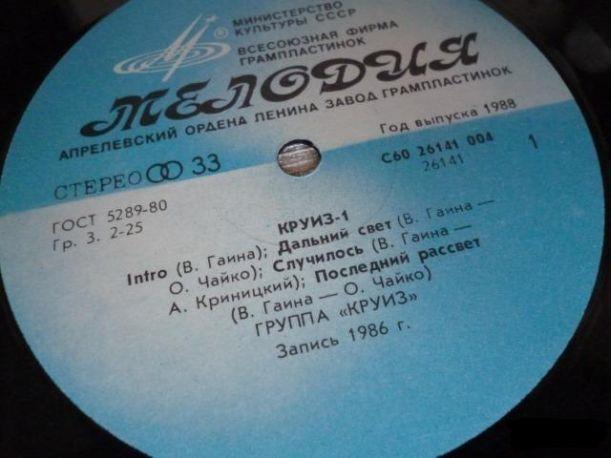 МИНИСТЕРСТВО
КУЛЬТУРЫ СССР
ВСЕСОЮЗНАЯ ФИРМА
ГРАМПЛАСТИНОК
МЕЛОДИЯ
АПРЕЛЕВСКИЙ ОРДЕНА ЛЕНИНА ЗАВОД ГРАМПЛАСТИНОК
СТЕРЕО 33
Год выпуска 1988
ГОСТ 5289-80
Гр. 3. 2-25
С60 26141 004
26141
1
КРУИЗ-1
Intro (В. Гаина); Дальний свет (В. Гаина —
О. Чайко); Случилось (В. Гаина —
А. Криницкий); Последний рассвет
(В. Гаина — О. Чайко)
ГРУППА «КРУИЗ»
Запись 1986 г.